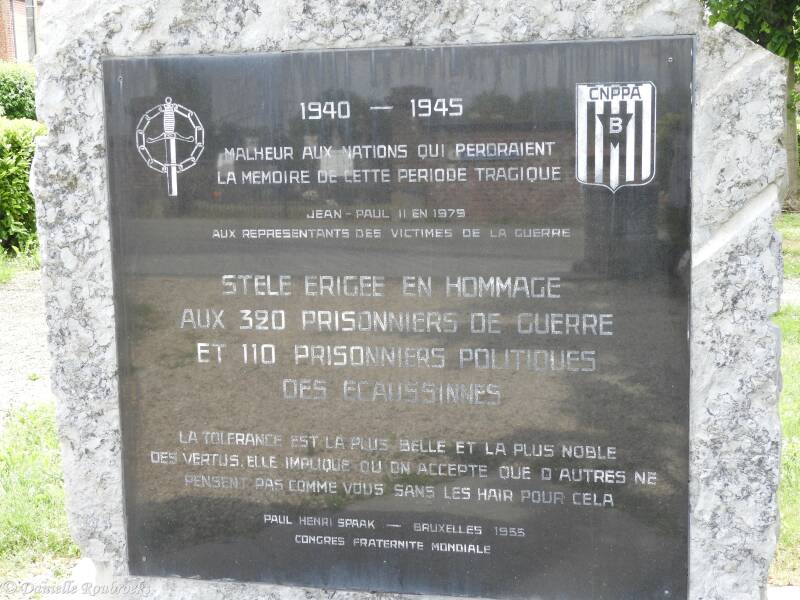 1940 — 1945
CNPPA
B
MALHEUR AUX NATIONS QUI PERDRAIENT
LA MEMOIRE DE CETTE PERIODE TRAGIQUE
JEAN-PAUL II EN 1979
AUX REPRESENTANTS DES VICTIMES DE LA GUERRE
STELE ERIGEE EN HOMMAGE
AUX 320 PRISONNIERS DE GUERRE
ET 110 PRISONNIERS POLITIQUES
DES ECAUSSINNES
LA TOLERANCE EST LA PLUS BELLE ET LA PLUS NOBLE
DES VERTUS. ELLE IMPLIQUE QU ON ACCEPTE QUE D AUTRES NE
PENSENT PAS COMME VOUS SANS LES HAIR POUR CELA
PAUL HENRI SPAAK — BRUXELLES 1955
CONGRES FRATERNITE MONDIALE
© Danielle Roubroeks